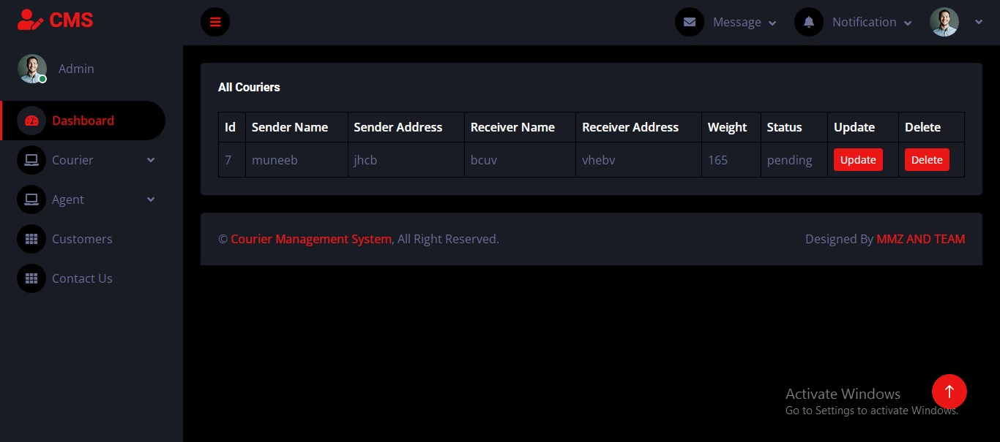 CMS
Message
Notification
Admin
Dashboard
Courier
Agent
Customers
Contact Us
All Couriers
Id Sender Name Sender Address Receiver Name Receiver Address Weight Status Update Delete
7 muneeb jhcb bcuv vhebv 165 pending Update Delete
© Courier Management System, All Right Reserved.
Designed By MMZ AND TEAM
Activate Windows
Go to Settings to activate Windows.